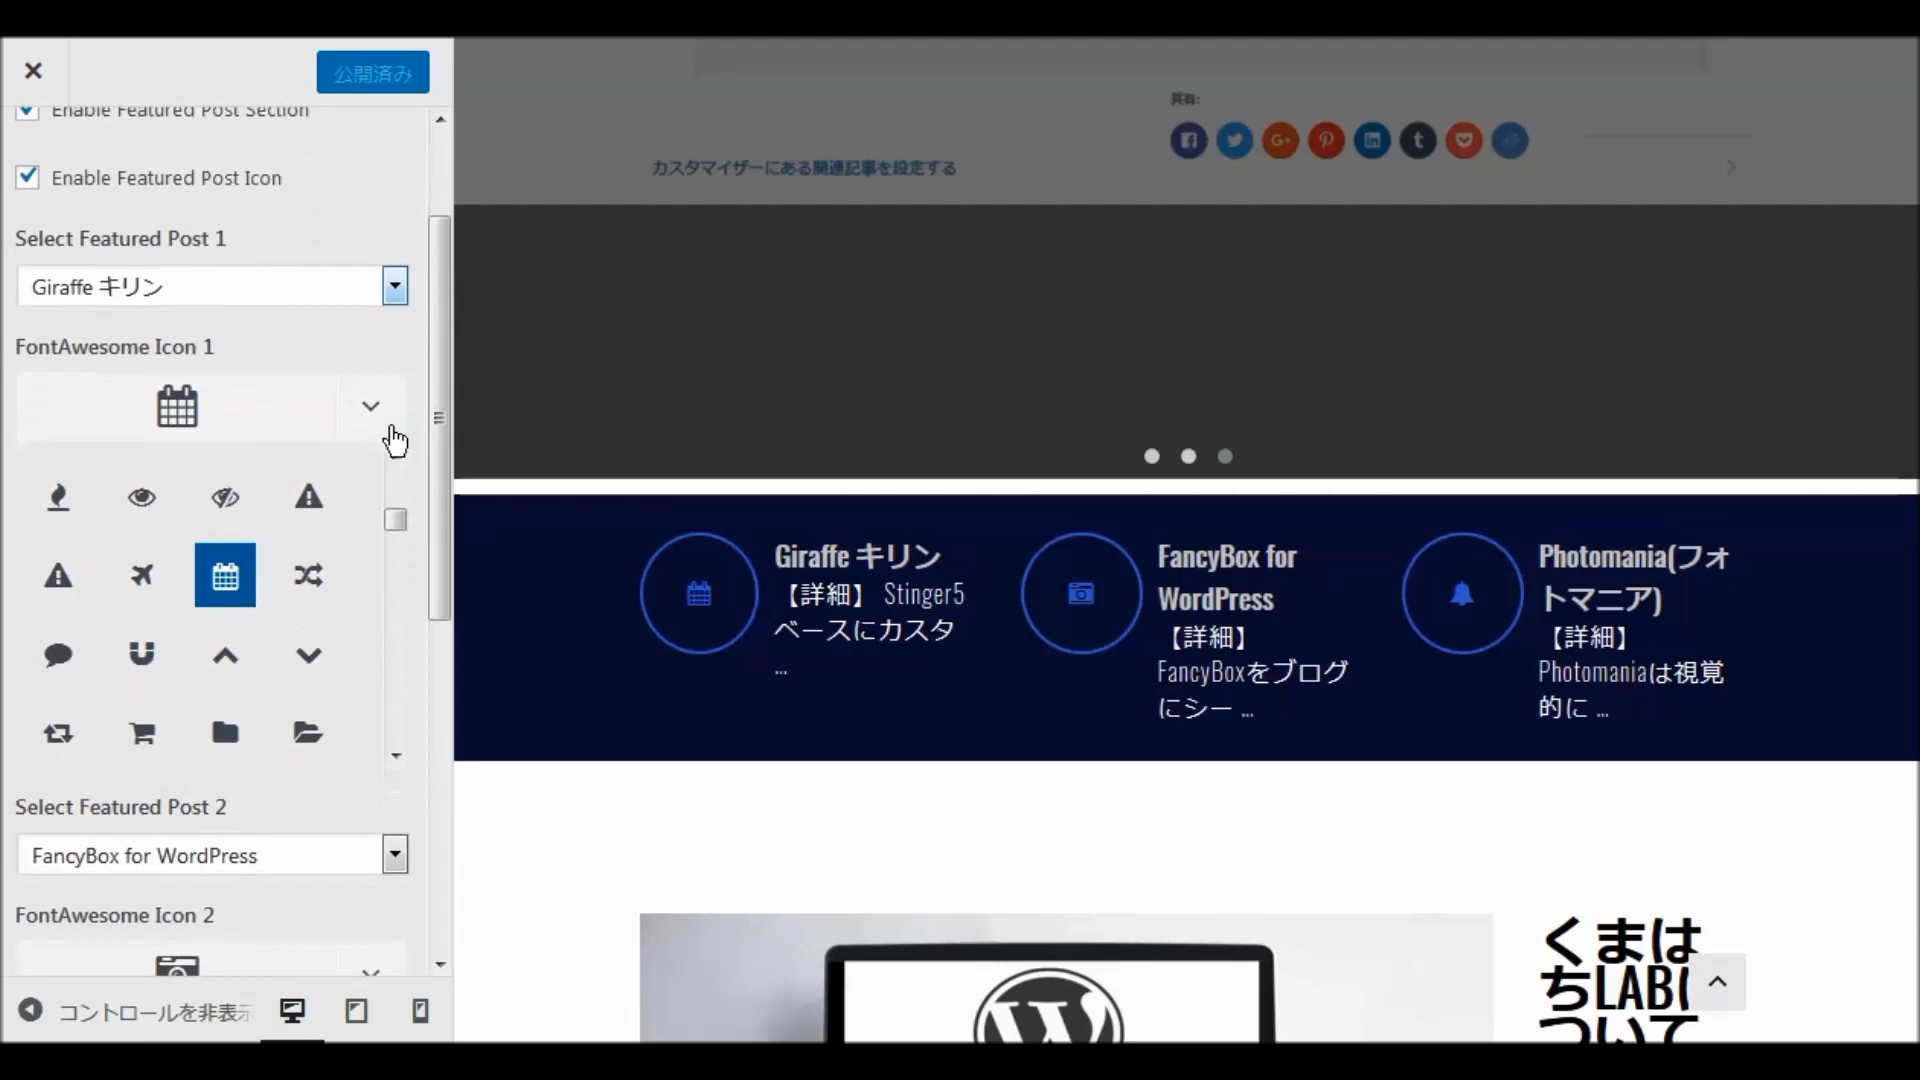 公開済み
Enable Featured Post Section
Enable Featured Post Icon
Select Featured Post 1
Giraffe キリン
FontAwesome Icon 1
Select Featured Post 2
FancyBox for WordPress
FontAwesome Icon 2
コントロールを非表示
共有:
カスタマイザーにある関連記事を設定する
Giraffe キリン
【詳細】 Stinger5
ベースにカスタ
...
FancyBox for
WordPress
【詳細】
FancyBoxをブログ
にシー ...
Photomania(フォ
トマニア)
【詳細】
Photomaniaは視覚
的に ...
くまは
ちLAB
ついて